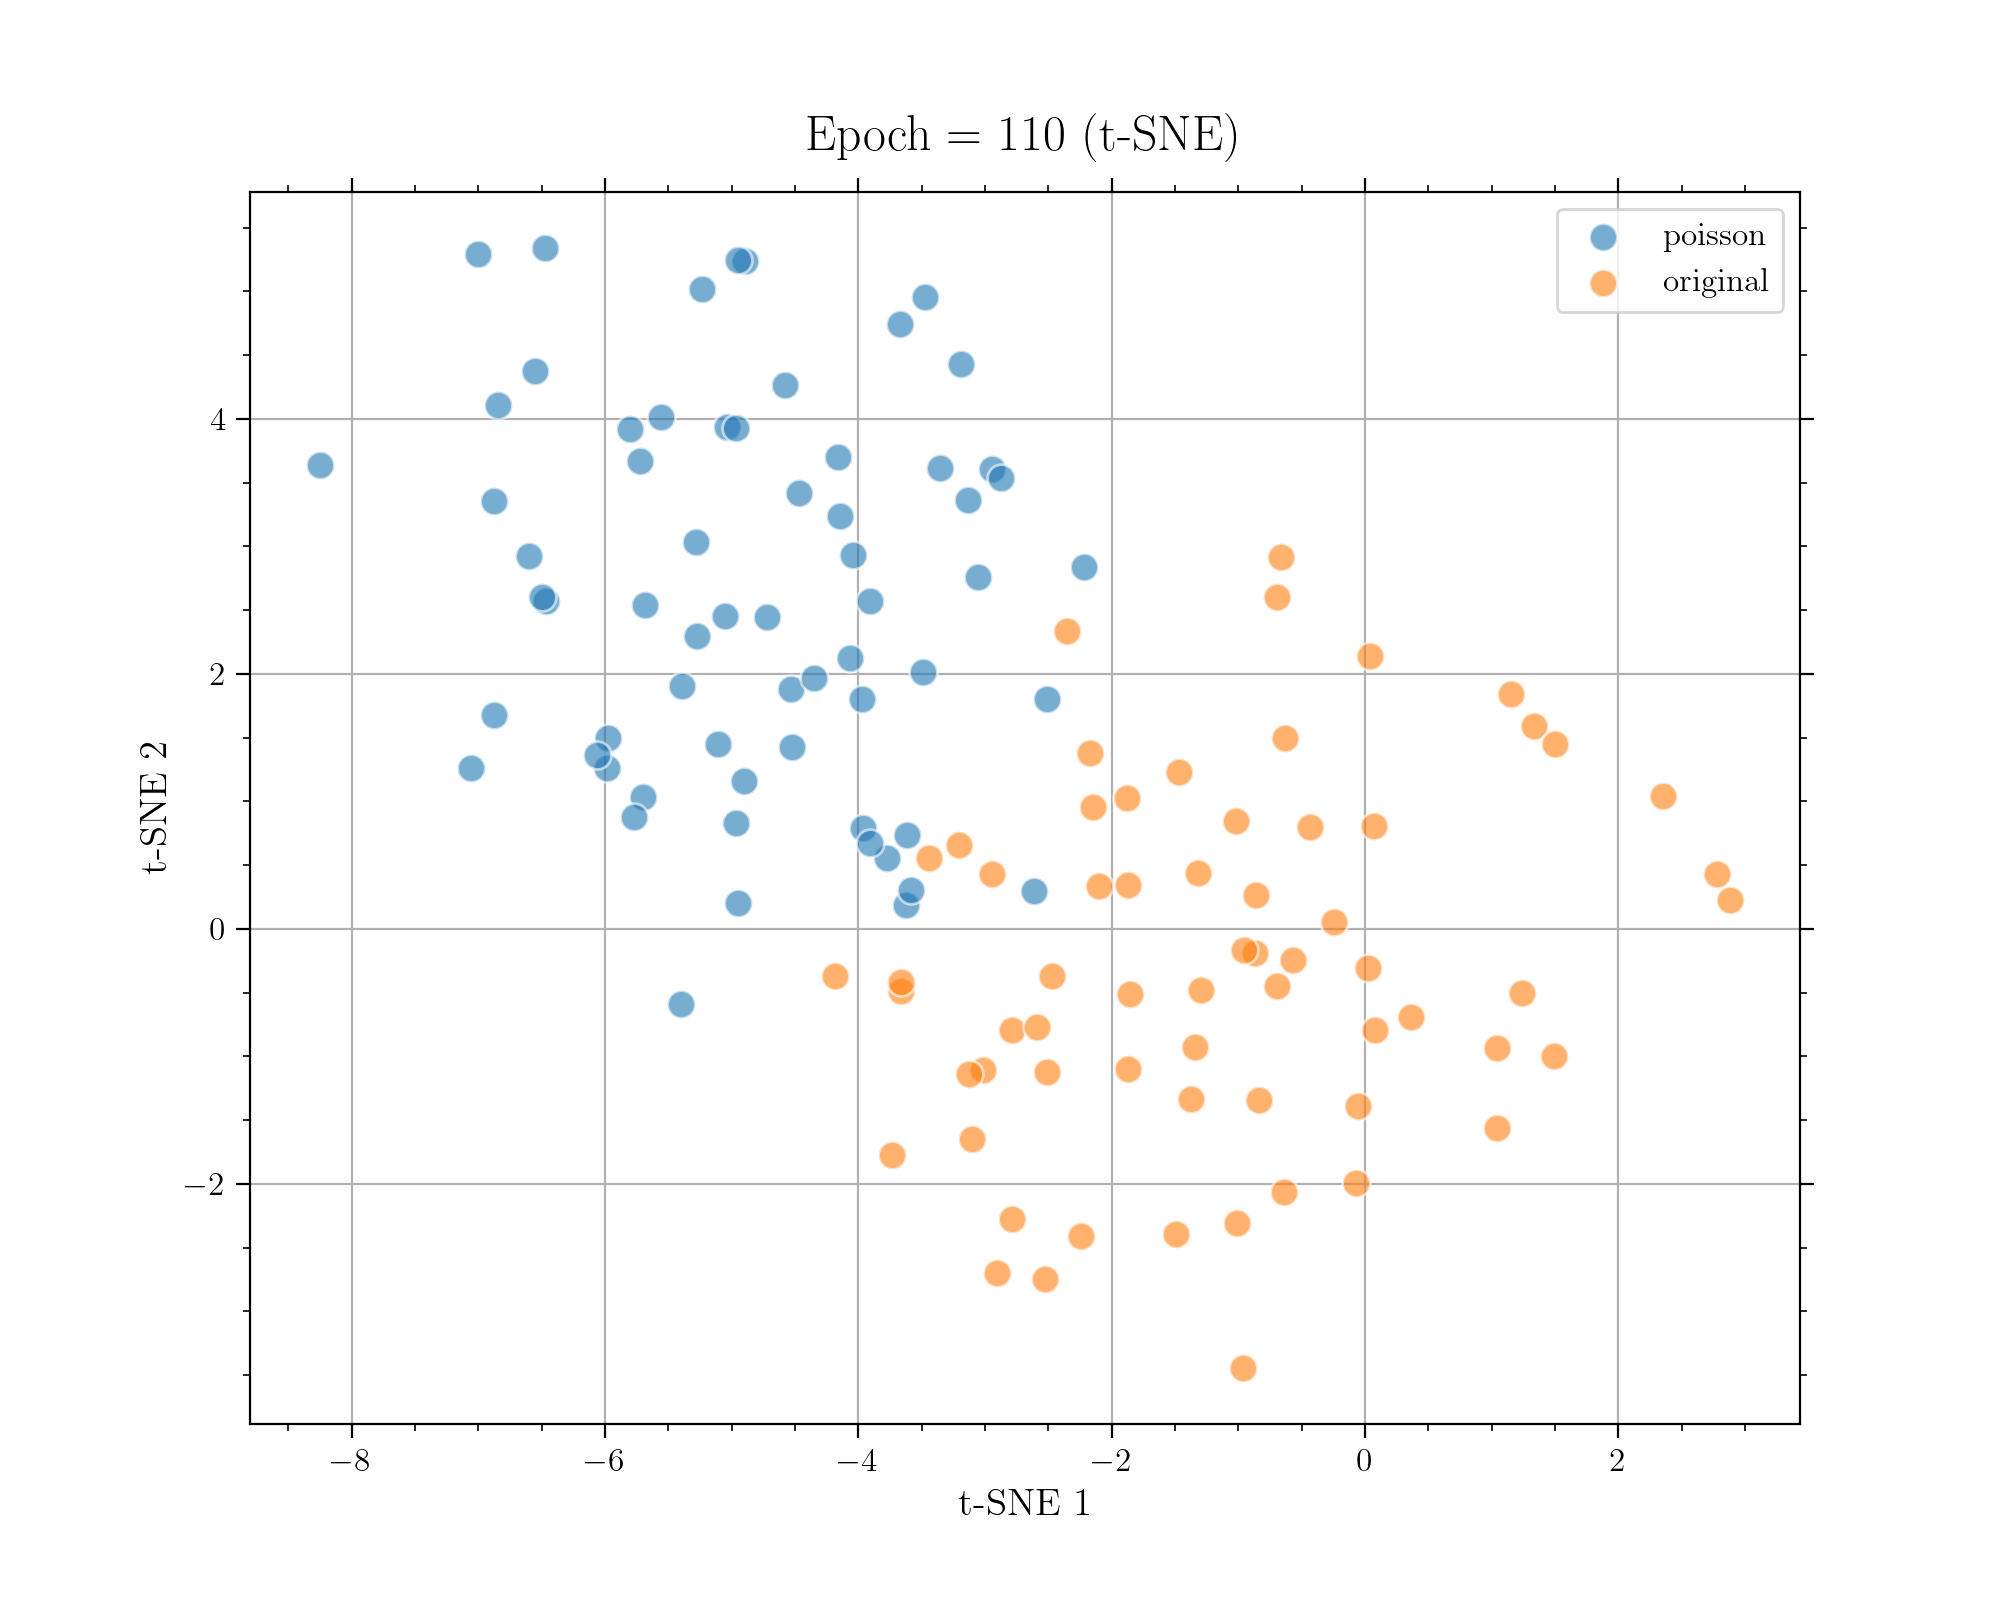 Epoch = 110 (t-SNE)
poisson
original
4
2
0
−2
t-SNE 2
−8
−6
−4
−2
0
2
t-SNE 1